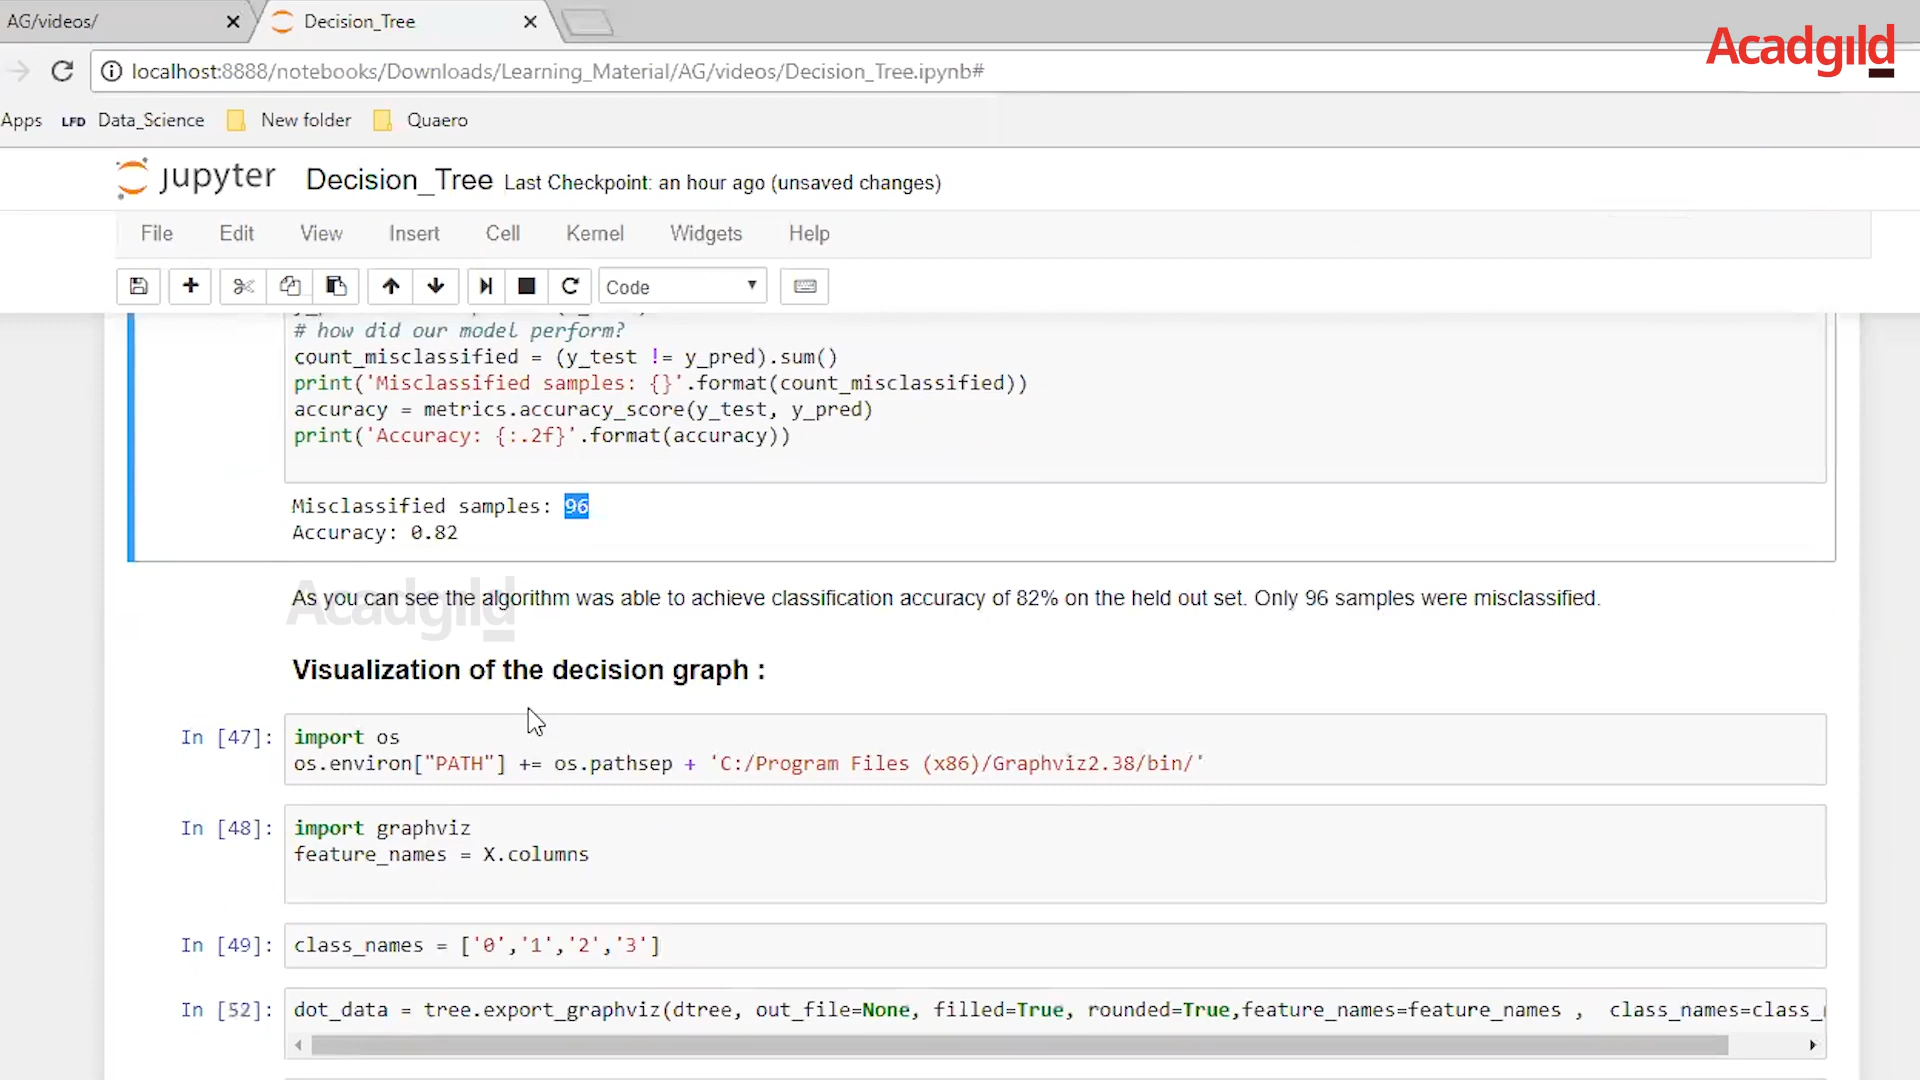 AG/videos/
Decision_Tree
Acadgıld
localhost:8888/notebooks/Downloads/Learning_Material/AG/videos/Decision_Tree.ipynb#
Apps LFD Data_Science New folder Quaero
jupyter Decision_Tree Last Checkpoint: an hour ago (unsaved changes)
File Edit View Insert Cell Kernel Widgets Help
Code
# how did our model perform?
count_misclassified = (y_test != y_pred).sum()
print('Misclassified samples: {}'.format(count_misclassified))
accuracy = metrics.accuracy_score(y_test, y_pred)
print('Accuracy: {:.2f}'.format(accuracy))
Misclassified samples: 96
Accuracy: 0.82
Acadgıld
As you can see the algorithm was able to achieve classification accuracy of 82% on the held out set. Only 96 samples were misclassified.
Visualization of the decision graph :
In [47]: import os
os.environ["PATH"] += os.pathsep + 'C:/Program Files (x86)/Graphviz2.38/bin/'
In [48]: import graphviz
feature_names = X.columns
In [49]: class_names = ['0','1','2','3']
In [52]: dot_data = tree.export_graphviz(dtree, out_file=None, filled=True, rounded=True,feature_names=feature_names , class_names=class_